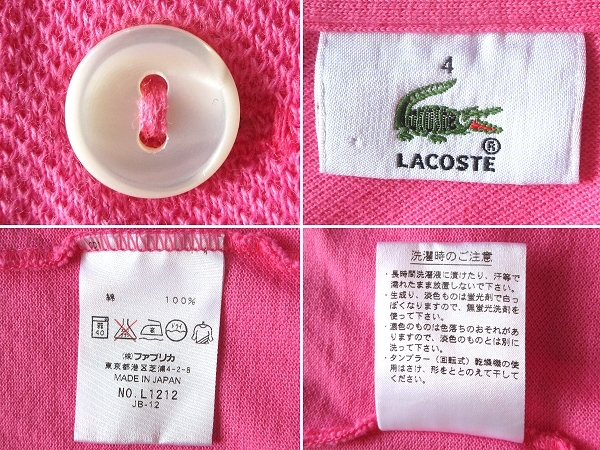 4
LACOSTE
®
綿 100%
弱
40
ドライ
㈱ファブリカ
東京都港区芝浦4-2-8
MADE IN JAPAN
NO. L1212
JB-12
洗濯時のご注意
・長時間洗濯液に漬けたり、汗等で
濡れたまま放置しない下さい。
・生成り、淡色ものは蛍光剤で白っ
ぽくなりますので、無蛍光洗剤を
使って下さい。
・濃色のものは色落ちのおそれがあ
りますので、淡色のものとは別に
洗って下さい。
・タンブラー（回転式）乾燥機の使
用はさけ、形をととのえて干して
ください。